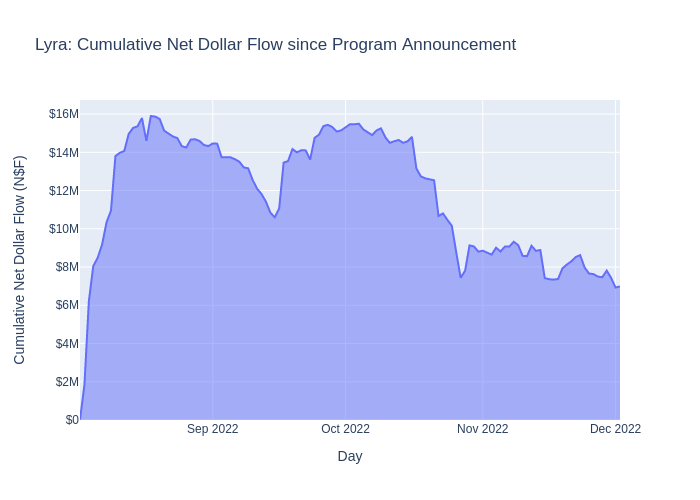 Lyra: Cumulative Net Dollar Flow since Program Announcement
Cumulative Net Dollar Flow (N$F)
$16M
$14M
$12M
$10M
$8M
$6M
$4M
$2M
$0
Sep 2022
Oct 2022
Nov 2022
Dec 2022
Day